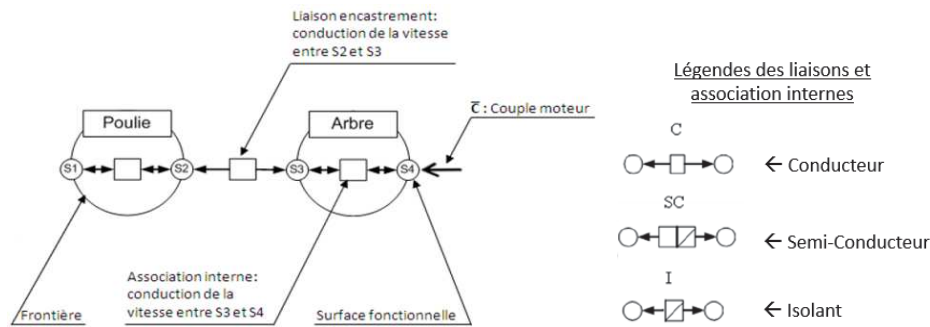 Liaison encastrement:
conduction de la vitesse
entre S2 et S3
Poulie
Arbre
C̅ : Couple moteur
S1
S2
S3
S4
Association interne:
conduction de la
vitesse entre S3 et S4
Frontière
Surface fonctionnelle
Légendes des liaisons et
association internes
C
← Conducteur
SC
← Semi-Conducteur
I
← Isolant